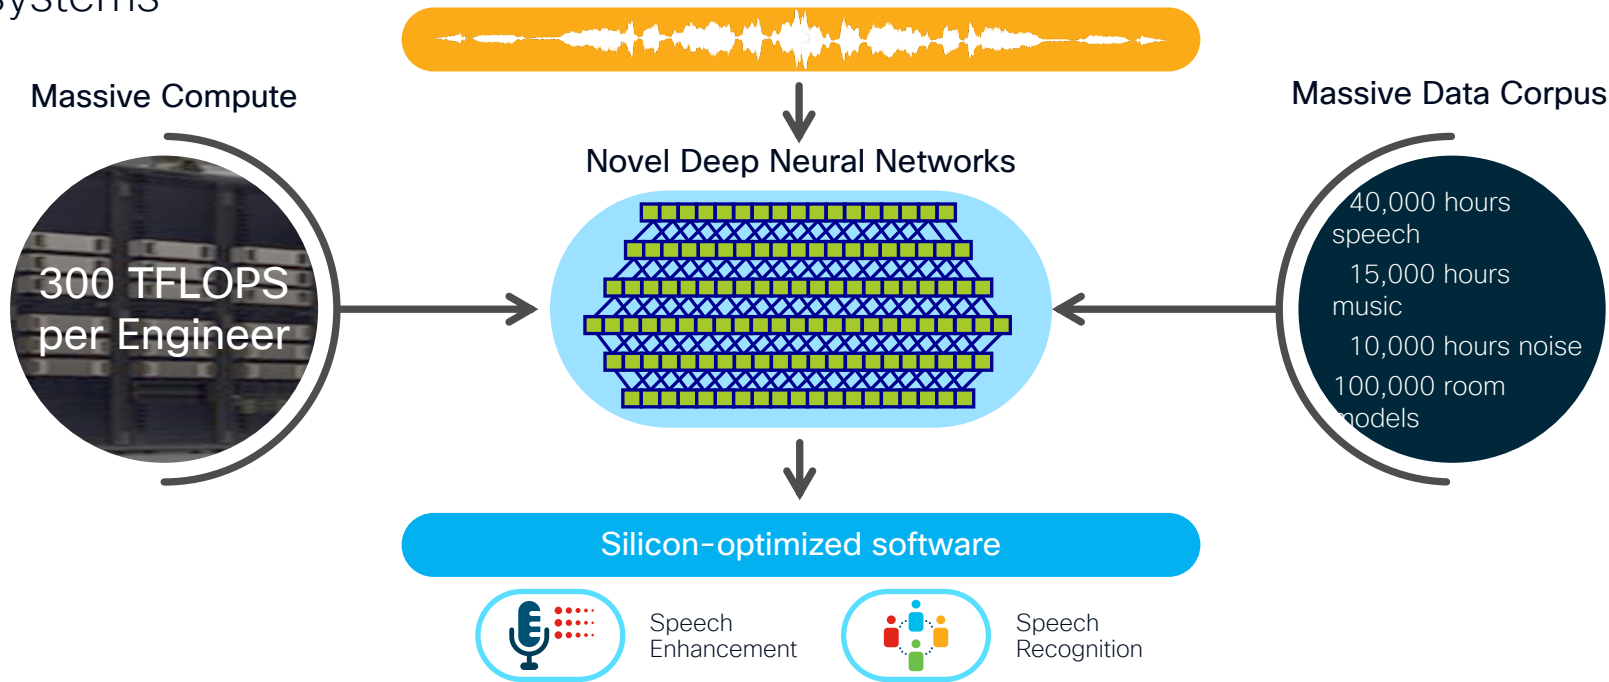 systems
Massive Compute
Massive Data Corpus
Novel Deep Neural Networks
300 TFLOPS
per Engineer
40,000 hours
speech
15,000 hours
music
10,000 hours noise
100,000 room
models
Silicon-optimized software
Speech
Enhancement
Speech
Recognition